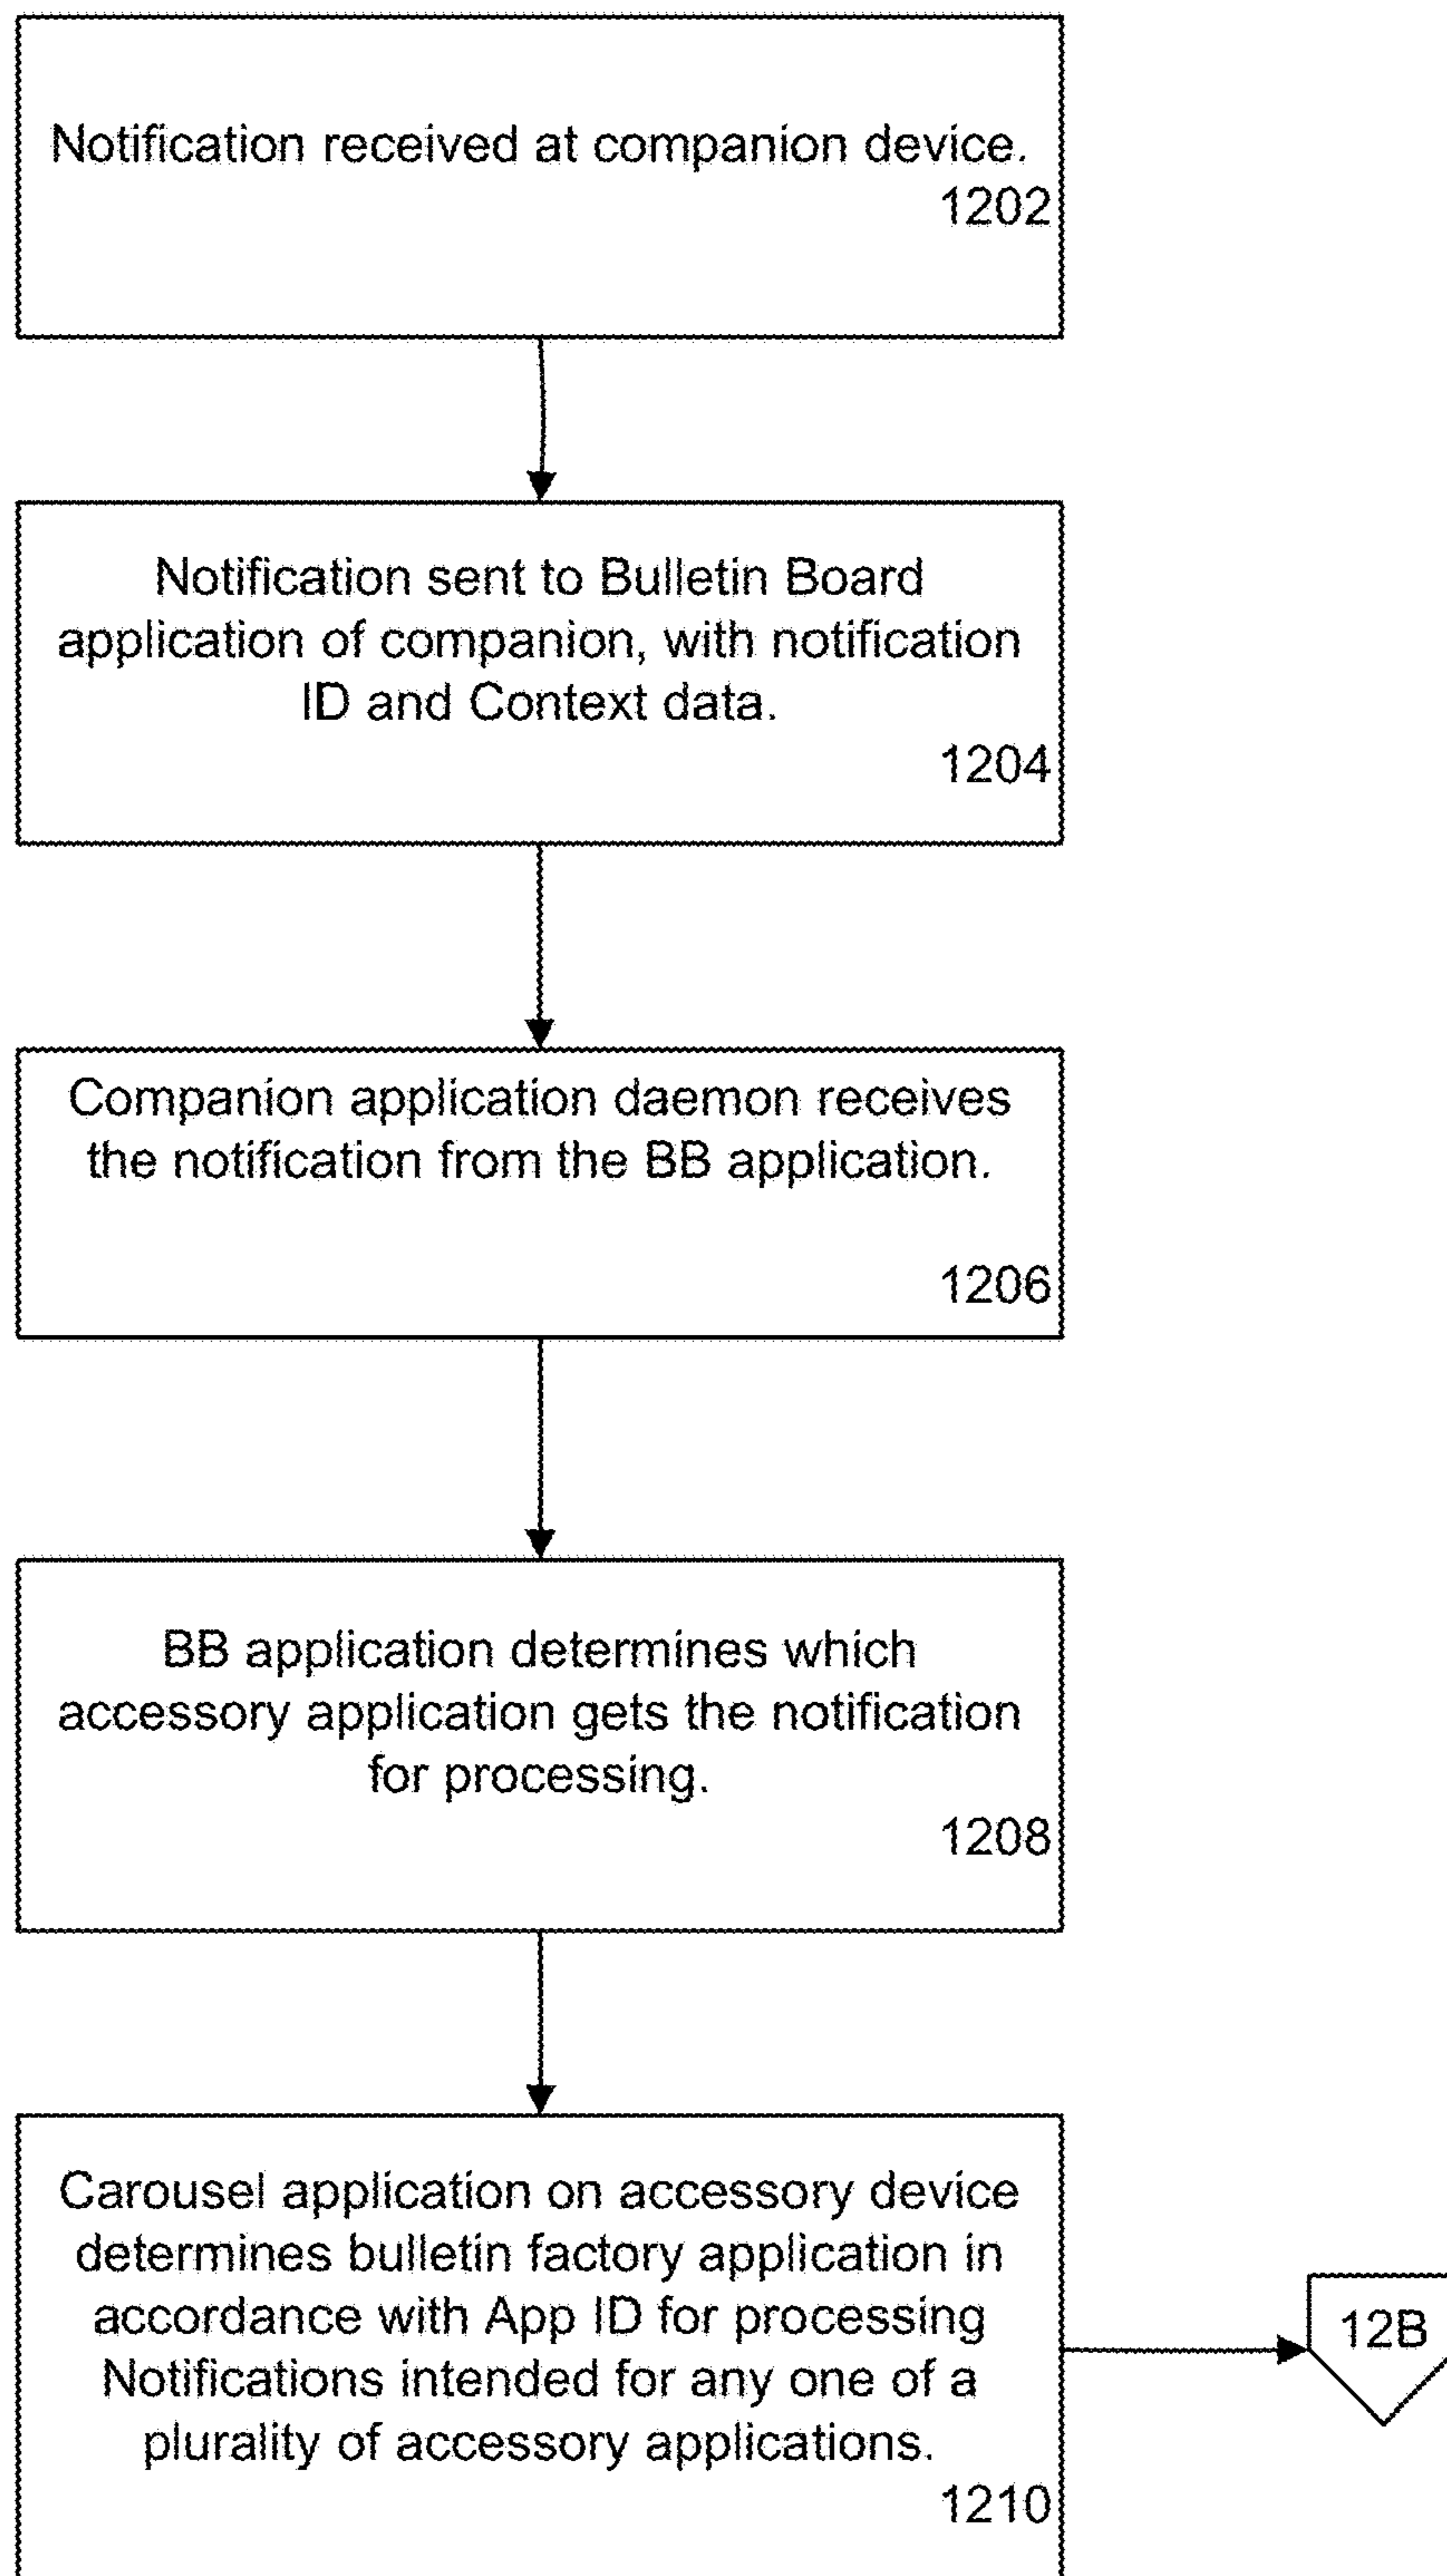 Notification received at companion device.
1202
Notification sent to Bulletin Board
application of companion, with notification
ID and Context data.
1204
Companion application daemon receives
the notification from the BB application.
1206
BB application determines which
accessory application gets the notification
for processing.
1208
Carousel application on accessory device
determines bulletin factory application in
accordance with App ID for processing
Notifications intended for any one of a
plurality of accessory applications.
1210
12B